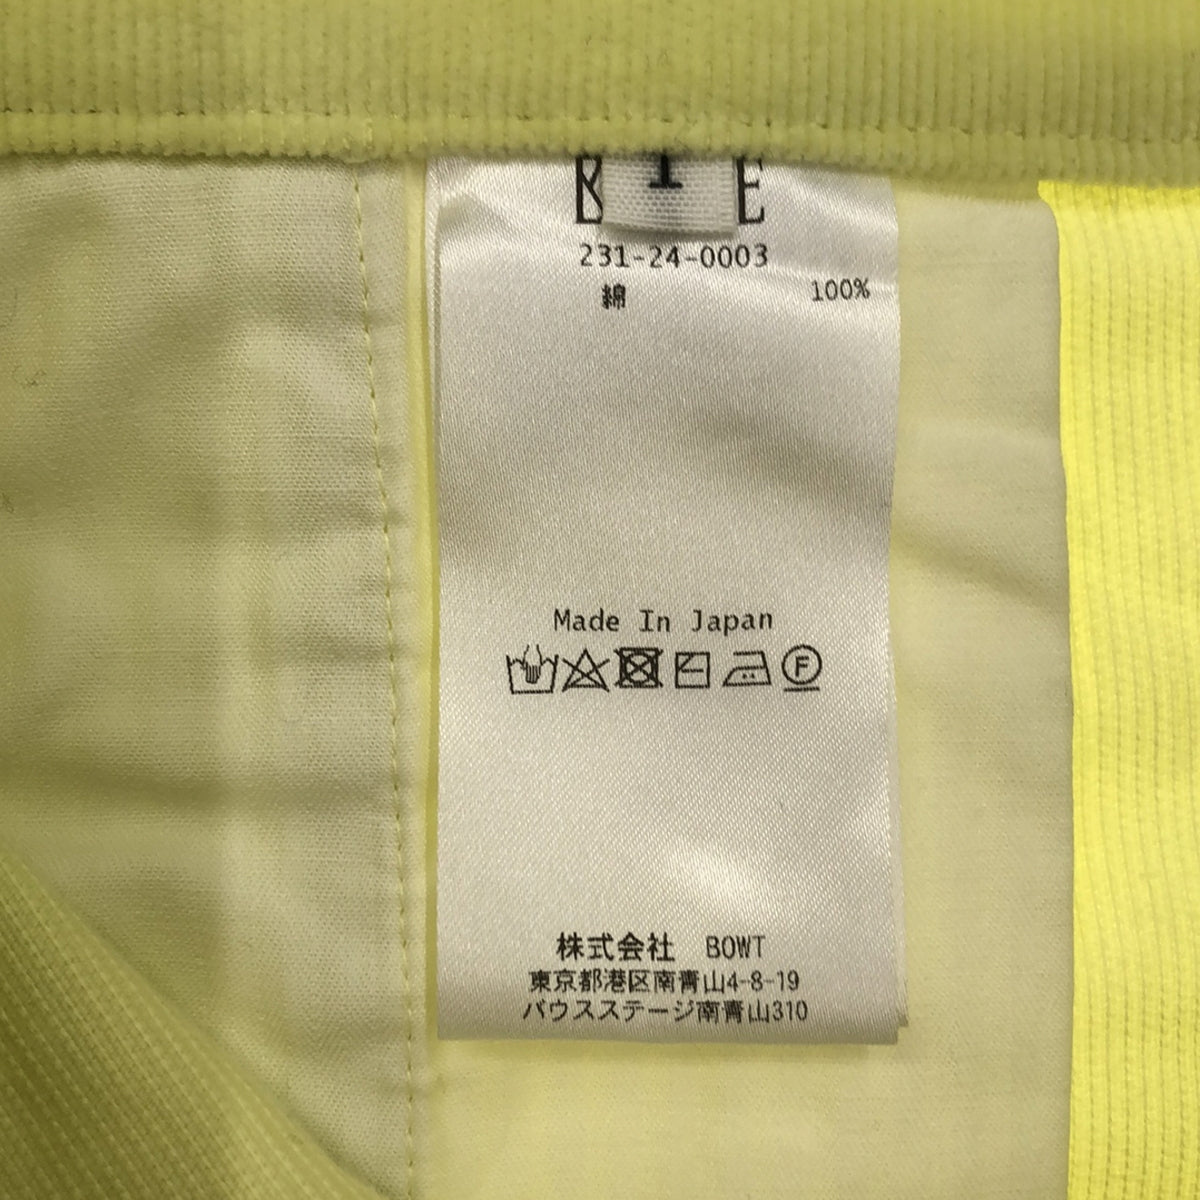 1
231-24-0003
綿 100%
Made In Japan
F
株式会社 BOWT
東京都港区南青山4-8-19
バウスステージ南青山310